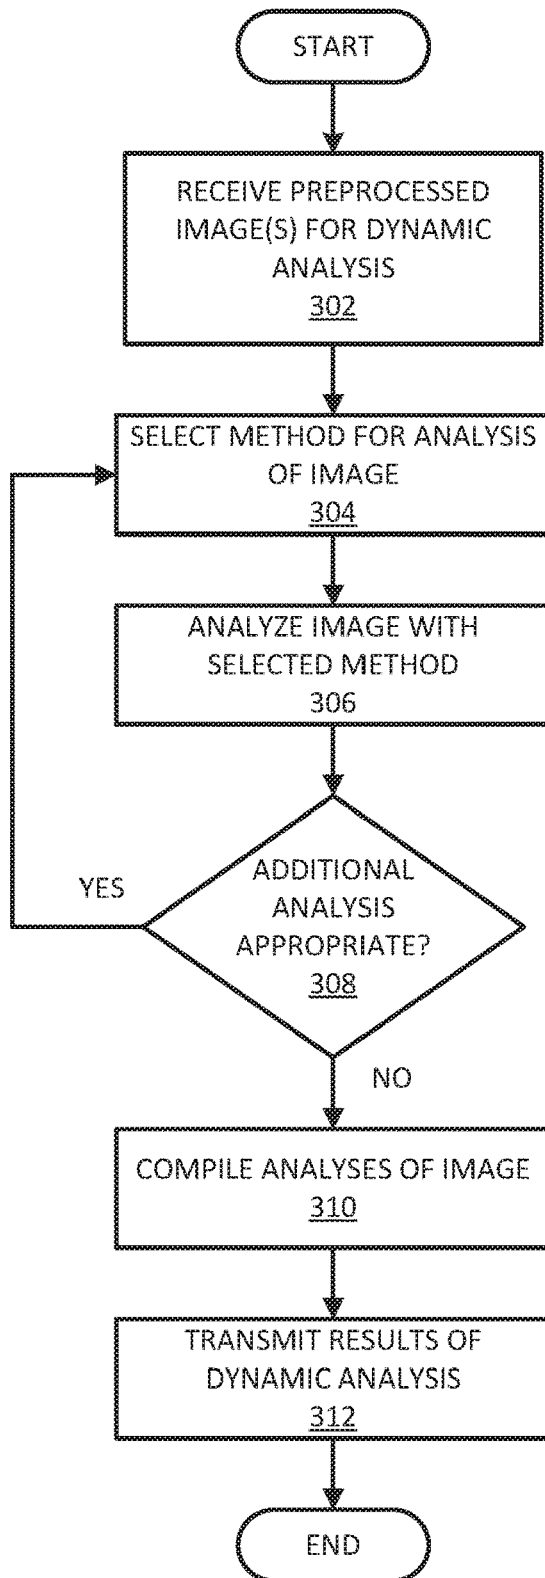 START
RECEIVE PREPROCESSED
IMAGE(S) FOR DYNAMIC
ANALYSIS
302
SELECT METHOD FOR ANALYSIS
OF IMAGE
304
ANALYZE IMAGE WITH
SELECTED METHOD
306
YES
ADDITIONAL
ANALYSIS
APPROPRIATE?
308
NO
COMPILE ANALYSES OF IMAGE
310
TRANSMIT RESULTS OF
DYNAMIC ANALYSIS
312
END